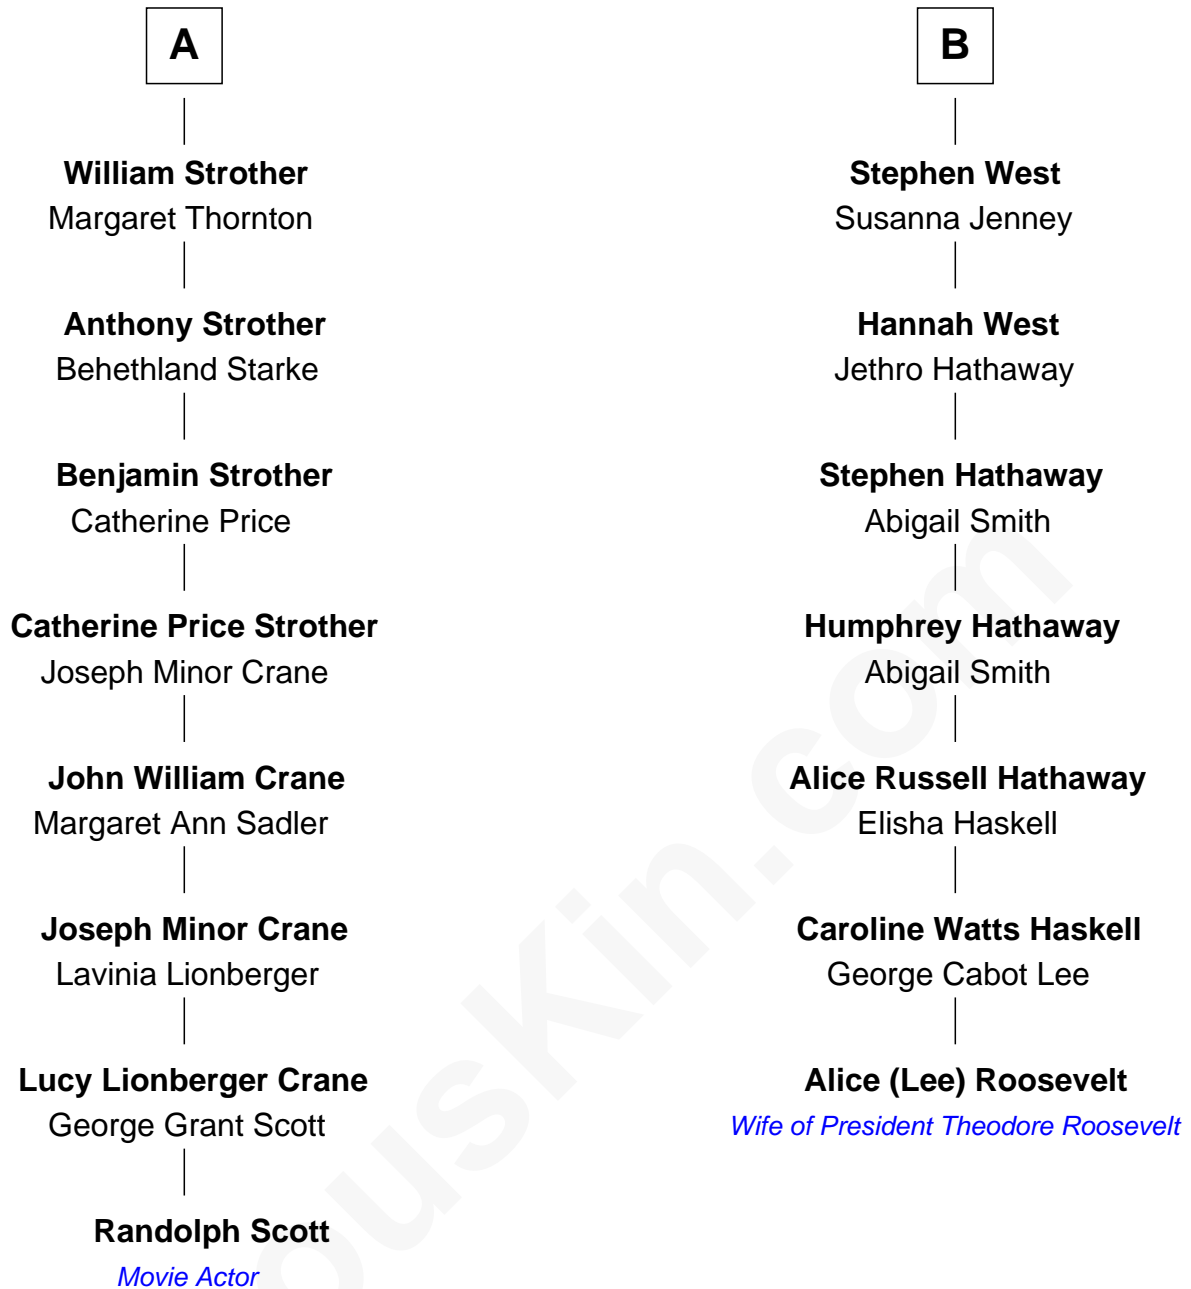 A
William Strother
Margaret Thornton
Anthony Strother
Behethland Starke
Benjamin Strother
Catherine Price
Catherine Price Strother
Joseph Minor Crane
John William Crane
Margaret Ann Sadler
Joseph Minor Crane
Lavinia Lionberger
Lucy Lionberger Crane
George Grant Scott
Randolph Scott
Movie Actor
B
Stephen West
Susanna Jenney
Hannah West
Jethro Hathaway
Stephen Hathaway
Abigail Smith
Humphrey Hathaway
Abigail Smith
Alice Russell Hathaway
Elisha Haskell
Caroline Watts Haskell
George Cabot Lee
Alice (Lee) Roosevelt
Wife of President Theodore Roosevelt
ousKin.com